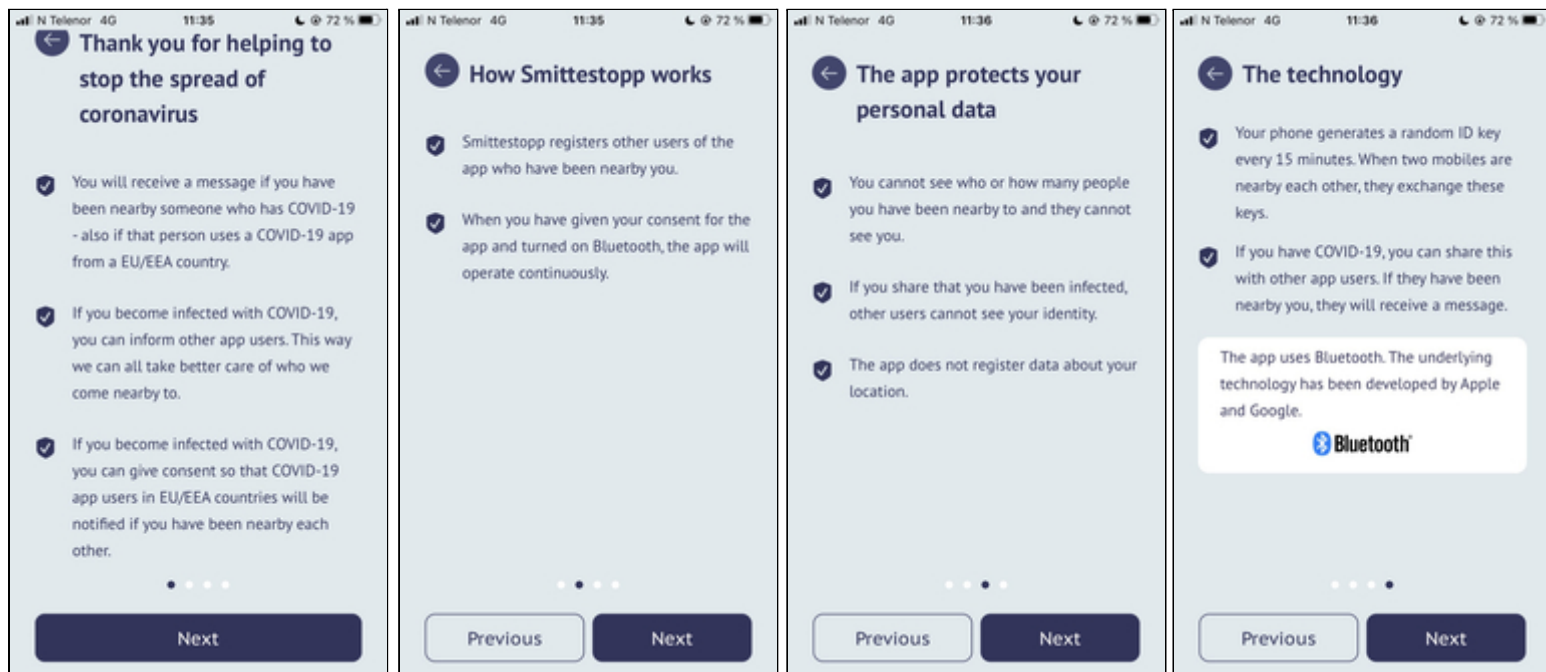 N Telenor 4G 11:35 72 %
Thank you for helping to
stop the spread of
coronavirus
You will receive a message if you have
been nearby someone who has COVID-19
- also if that person uses a COVID-19 app
from a EU/EEA country.
If you become infected with COVID-19,
you can inform other app users. This way
we can all take better care of who we
come nearby to.
If you become infected with COVID-19,
you can give consent so that COVID-19
app users in EU/EEA countries will be
notified if you have been nearby each
other.
Next
N Telenor 4G 11:35 72 %
How Smittestopp works
Smittestopp registers other users of the
app who have been nearby you.
When you have given your consent for the
app and turned on Bluetooth, the app will
operate continuously.
Previous
Next
N Telenor 4G 11:36 72 %
The app protects your
personal data
You cannot see who or how many people
you have been nearby to and they cannot
see you.
If you share that you have been infected,
other users cannot see your identity.
The app does not register data about your
location.
Previous
Next
N Telenor 4G 11:36 72 %
The technology
Your phone generates a random ID key
every 15 minutes. When two mobiles are
nearby each other, they exchange these
keys.
If you have COVID-19, you can share this
with other app users. If they have been
nearby you, they will receive a message.
The app uses Bluetooth. The underlying
technology has been developed by Apple
and Google.
Bluetooth
Previous
Next